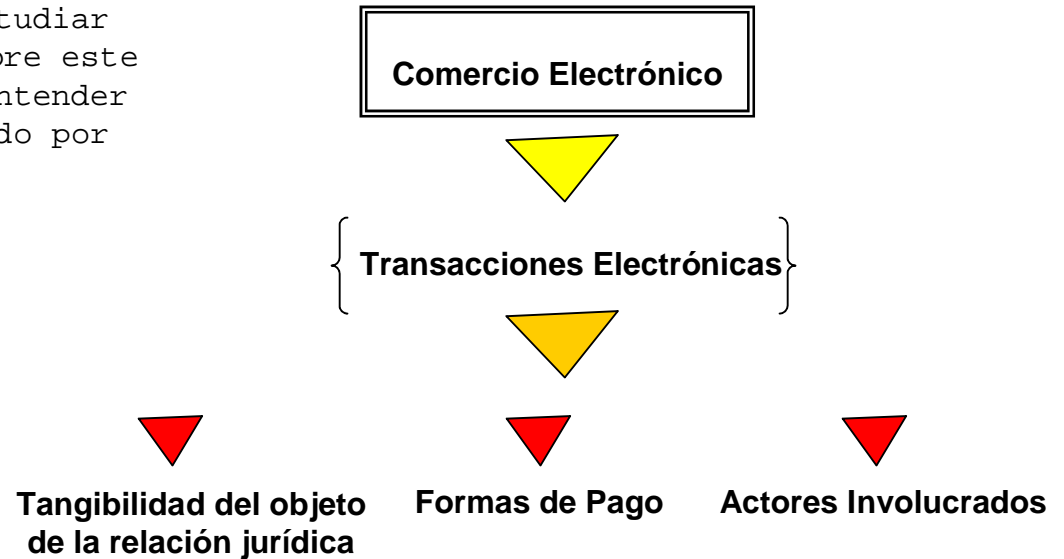 tudiar
ore este
ntender
do por
Comercio Electrónico
Transacciones Electrónicas
Tangibilidad del objeto
de la relación jurídica
Formas de Pago
Actores Involucrados